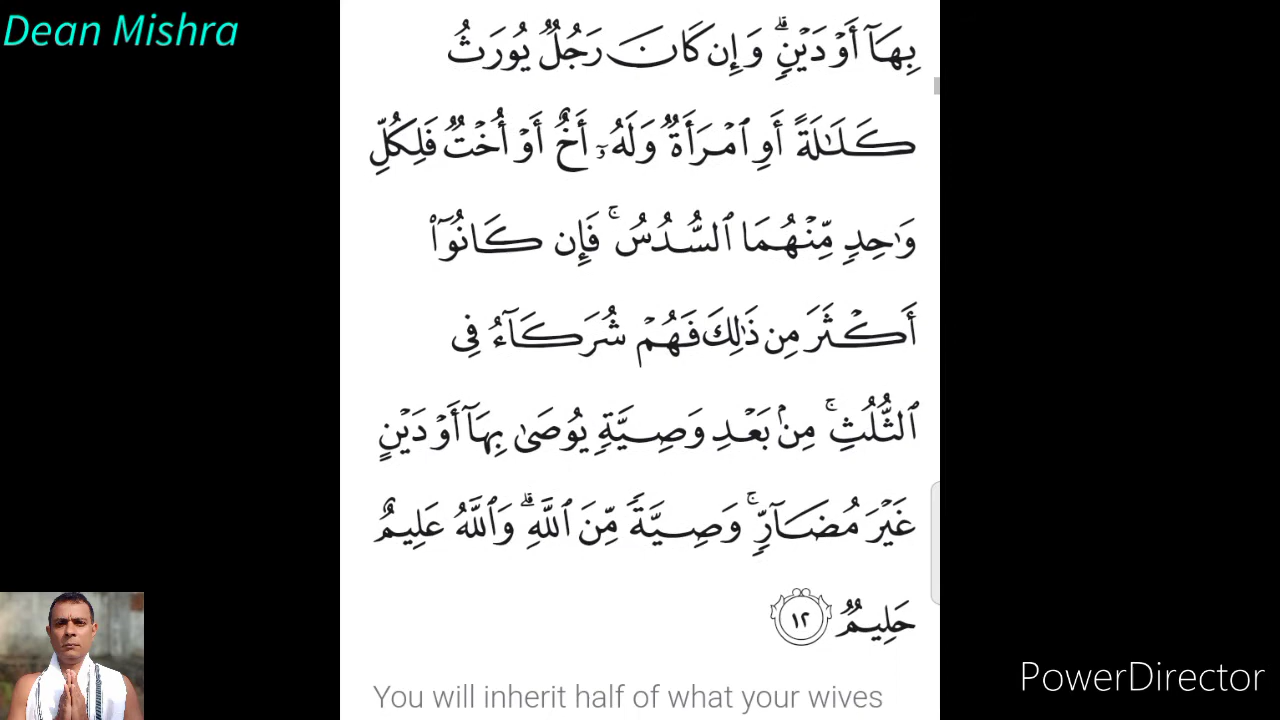 Dean Mishra
بِهَآ أَوۡ دَيۡنٖۗ وَإِن كَانَ رَجُلٞ يُورَثُ
كَلَٰلَةً أَوِ ٱمۡرَأَةٞ وَلَهُۥٓ أَخٌ أَوۡ أُخۡتٞ فَلِكُلِّ
وَٰحِدٖ مِّنۡهُمَا ٱلسُّدُسُۚ فَإِن كَانُوٓاْ
أَكۡثَرَ مِن ذَٰلِكَ فَهُمۡ شُرَكَآءُ فِي
ٱلثُّلُثِۚ مِنۢ بَعۡدِ وَصِيَّةٖ يُوصَىٰ بِهَآ أَوۡ دَيۡنٍ
غَيۡرَ مُضَآرّٖۚ وَصِيَّةٗ مِّنَ ٱللَّهِۗ وَٱللَّهُ عَلِيمٌ
حَلِيمٞ ١٢
You will inherit half of what your wives
PowerDirector